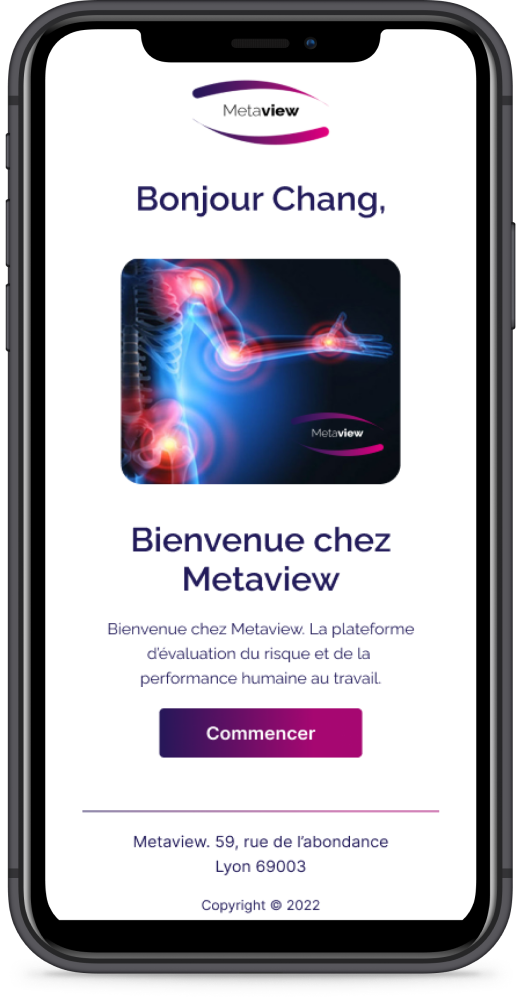 Metaview
Bonjour Chang,
Metaview
Bienvenue chez
Metaview
Bienvenue chez Metaview. La plateforme
d'évaluation du risque et de la
performance humaine au travail.
Commencer
Metaview. 59, rue de l'abondance
Lyon 69003
Copyright © 2022